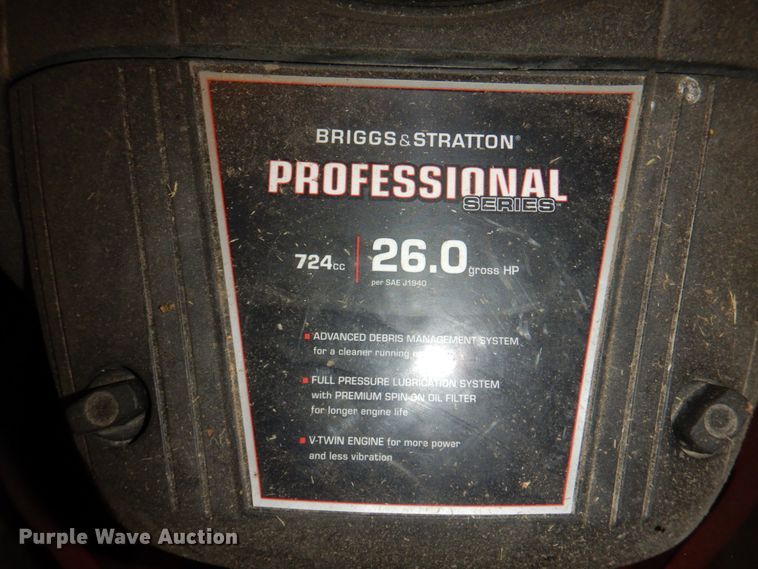 BRIGGS & STRATTON®
PROFESSIONAL
SERIES™
724cc | 26.0 gross HP
per SAE J1940
ADVANCED DEBRIS MANAGEMENT SYSTEM
for a cleaner running
FULL PRESSURE LUBRICATION SYSTEM
with PREMIUM SPIN-ON OIL FILTER
for longer engine life
V-TWIN ENGINE for more power
and less vibration
Purple Wave Auction